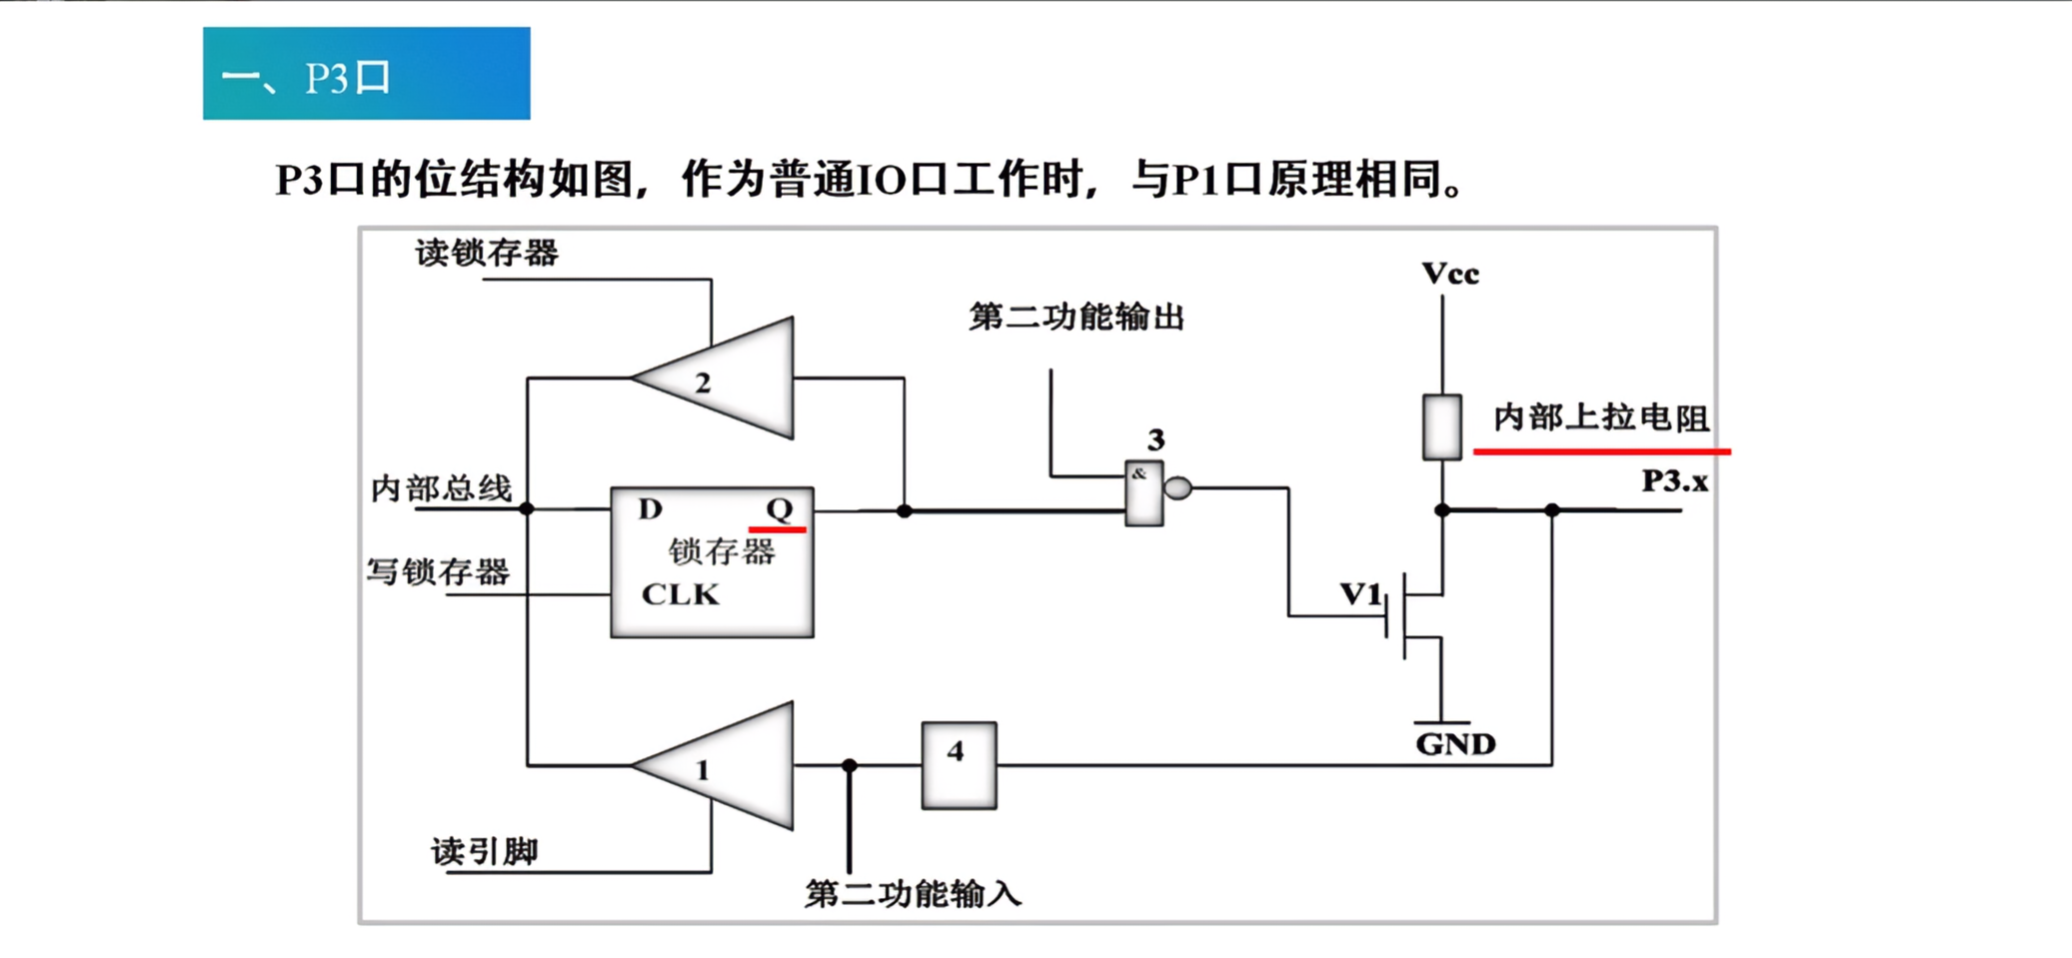 一、P3口
P3口的位结构如图，作为普通IO口工作时，与P1口原理相同。
读锁存器
Vcc
第二功能输出
2
内部上拉电阻
3
&
P3.x
内部总线
D
Q
锁存器
写锁存器
CLK
V1
4
GND
1
读引脚
第二功能输入